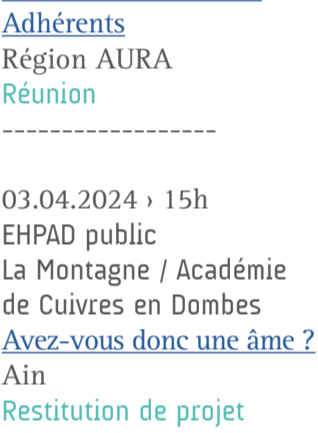 Adhérents
Région AURA
Réunion
------------------
03.04.2024 › 15h
EHPAD public
La Montagne / Académie
de Cuivres en Dombes
Avez-vous donc une âme ?
Ain
Restitution de projet